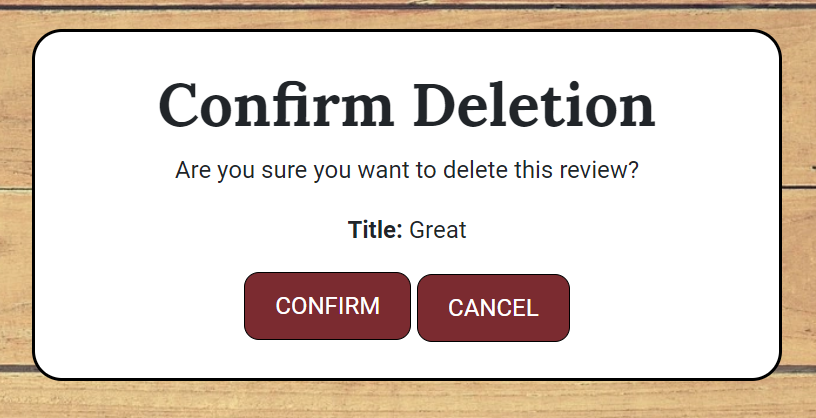 Confirm Deletion
Are you sure you want to delete this review?
Title: Great
CONFIRM CANCEL